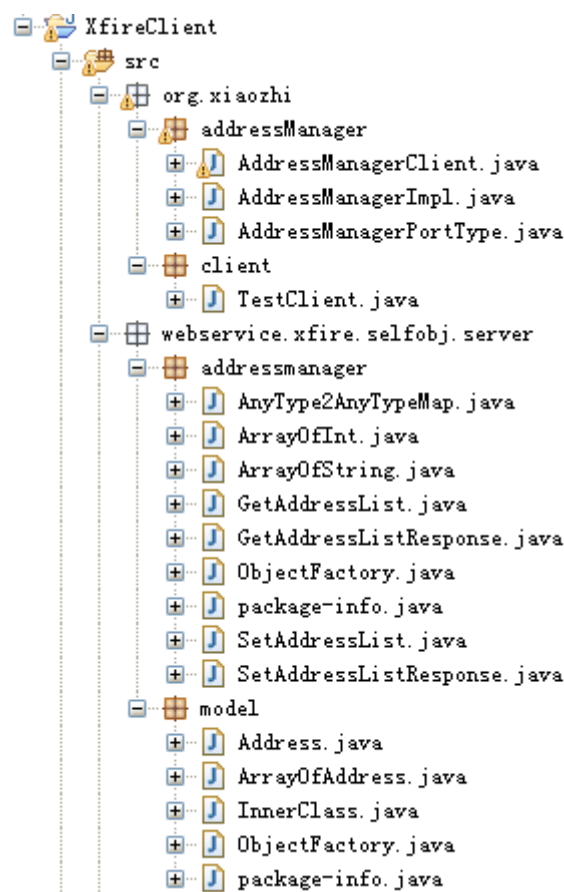 XfireClient
src
org.xiaozhi
addressManager
AddressManagerClient.java
AddressManagerImpl.java
AddressManagerPortType.java
client
TestClient.java
webservice.xfire.selfobj.server
addressmanager
AnyType2AnyTypeMap.java
ArrayOfInt.java
ArrayOfString.java
GetAddressList.java
GetAddressListResponse.java
ObjectFactory.java
package-info.java
SetAddressList.java
SetAddressListResponse.java
model
Address.java
ArrayOfAddress.java
InnerClass.java
ObjectFactory.java
package-info.java